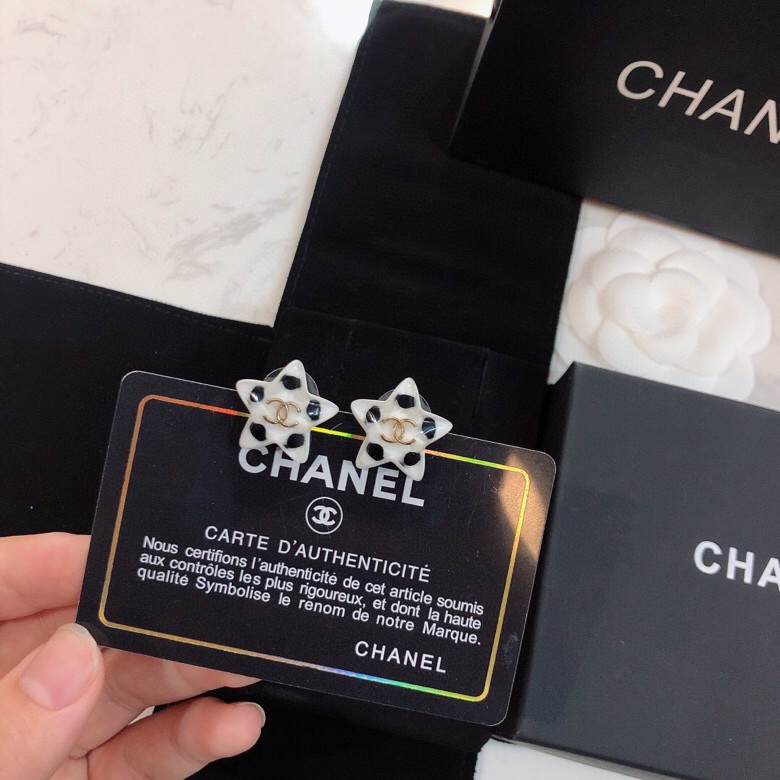 CHAN
CHANEL
CARTE D'AUTHENTICITÉ
Nous certifions l'authenticité de cet article soumis
aux contrôles les plus rigoureux, et dont la haute
qualité Symbolise le renom de notre Marque.
CHANEL
CHA